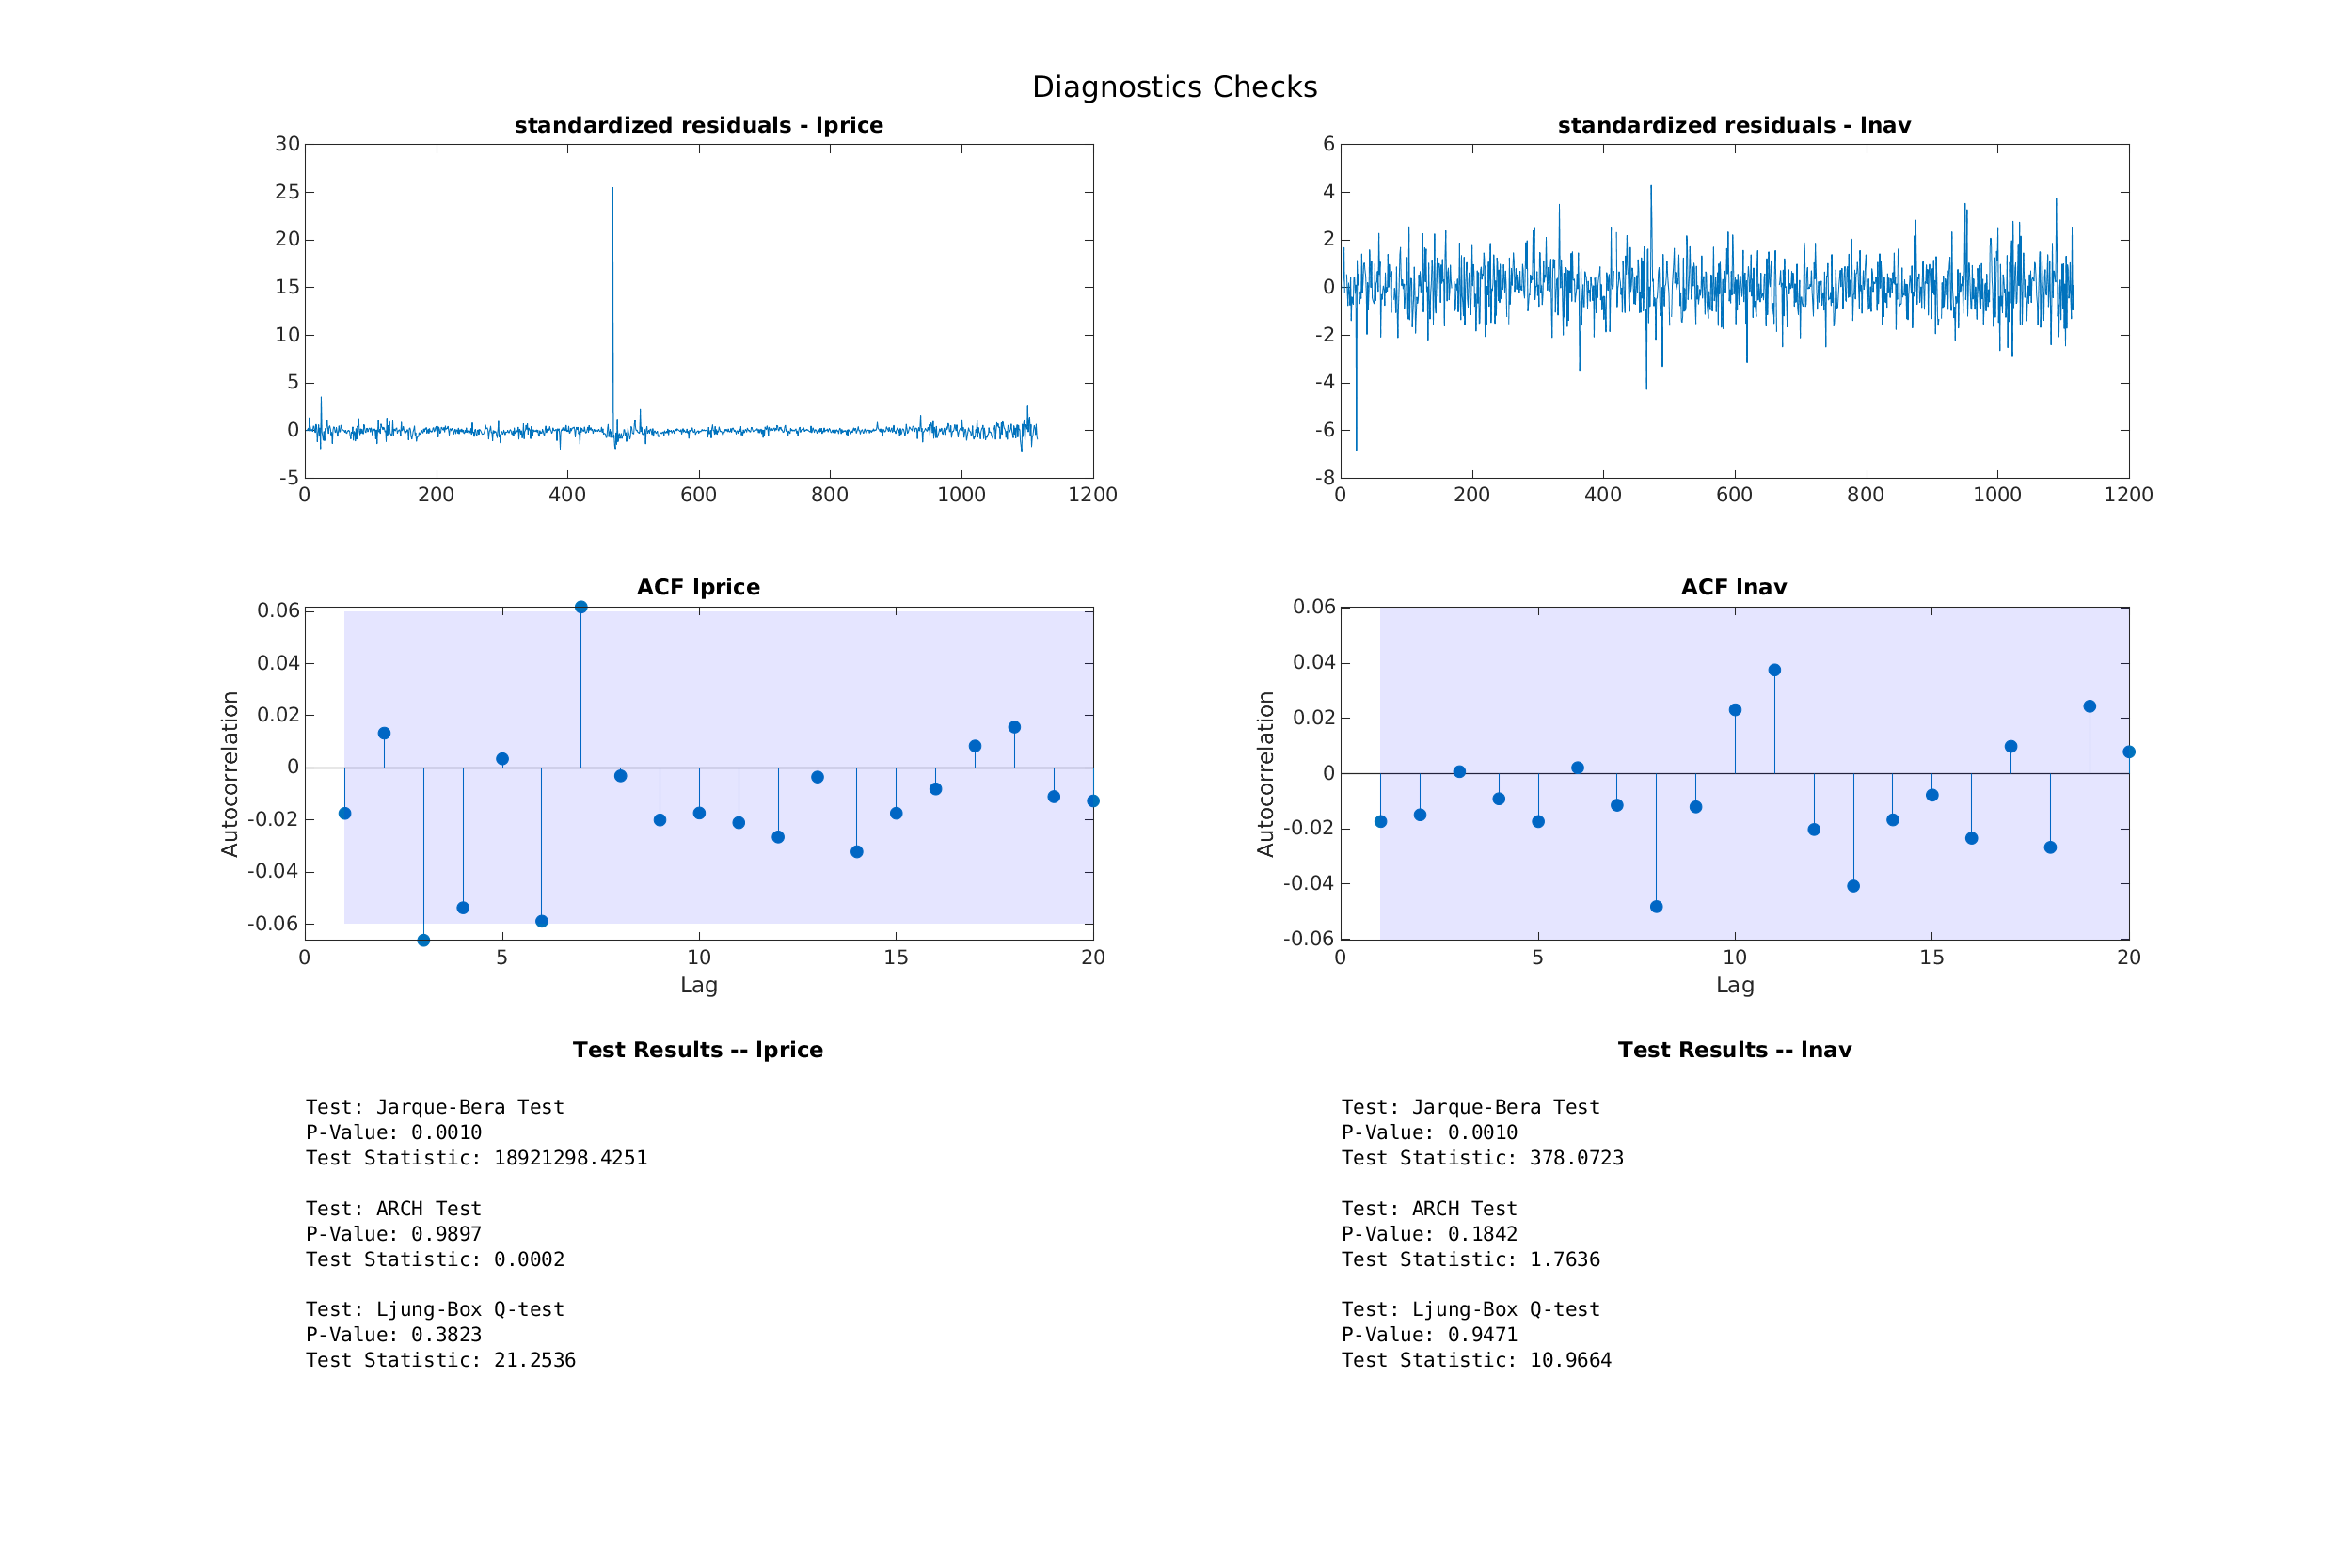 Diagnostics Checks
standardized residuals - lprice
30
25
20
15
10
5
0
-5
0 200 400 600 800 1000 1200
standardized residuals - lnav
6
4
2
0
-2
-4
-6
-8
0 200 400 600 800 1000 1200
ACF lprice
Autocorrelation
0.06
0.04
0.02
0
-0.02
-0.04
-0.06
0 5 10 15 20
Lag
ACF lnav
Autocorrelation
0.06
0.04
0.02
0
-0.02
-0.04
-0.06
0 5 10 15 20
Lag
Test Results -- lprice
Test: Jarque-Bera Test
P-Value: 0.0010
Test Statistic: 18921298.4251
Test: ARCH Test
P-Value: 0.9897
Test Statistic: 0.0002
Test: Ljung-Box Q-test
P-Value: 0.3823
Test Statistic: 21.2536
Test Results -- lnav
Test: Jarque-Bera Test
P-Value: 0.0010
Test Statistic: 378.0723
Test: ARCH Test
P-Value: 0.1842
Test Statistic: 1.7636
Test: Ljung-Box Q-test
P-Value: 0.9471
Test Statistic: 10.9664